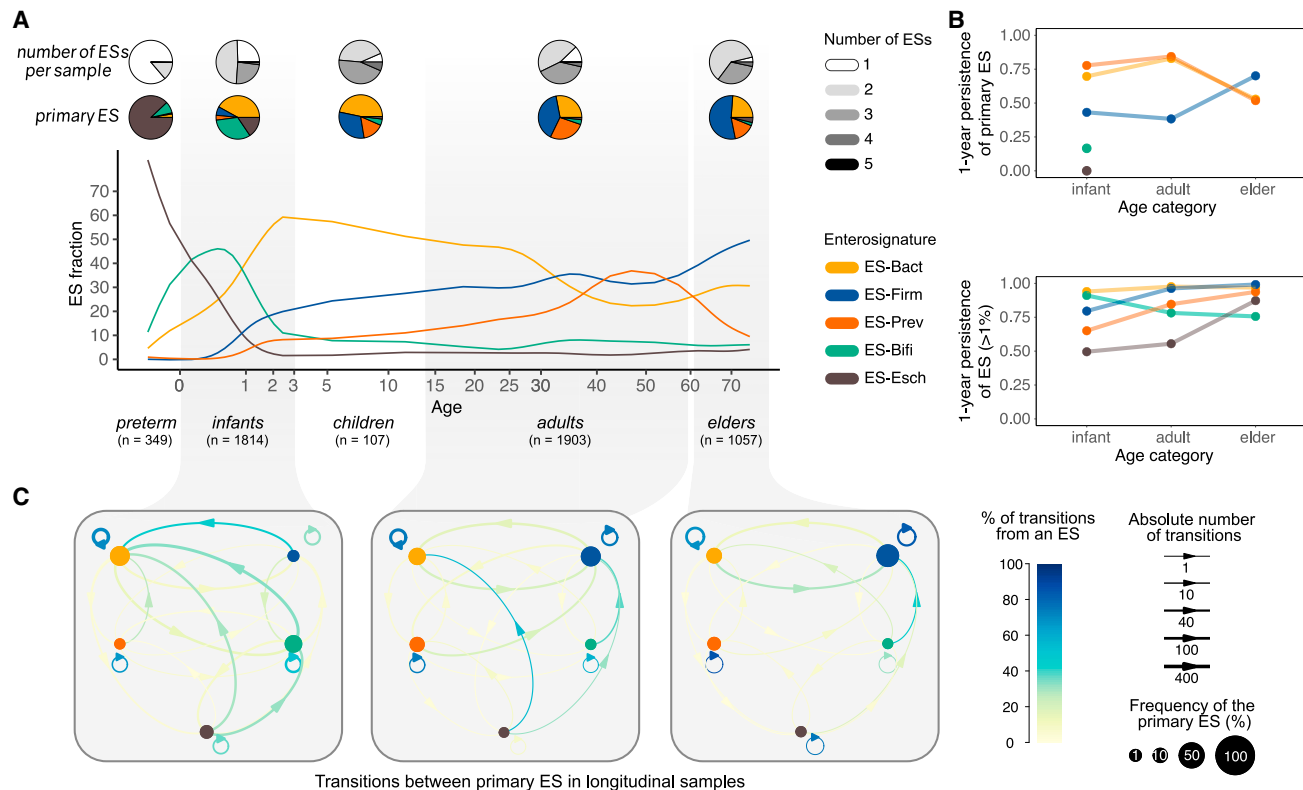 A
number of ESs
per sample
primary ES
Number of ESs
1
2
3
4
5
ES fraction
70
60
50
40
30
20
10
0
0
1
2
3
5
10
15
20
25
30
40
50
60
70
Age
Enterosignature
ES-Bact
ES-Firm
ES-Prev
ES-Bifi
ES-Esch
preterm
(n = 349)
infants
(n = 1814)
children
(n = 107)
adults
(n = 1903)
elders
(n = 1057)
B
1-year persistence
of primary ES
1.00
0.75
0.50
0.25
0.00
infant
adult
elder
Age category
1-year persistence
of ES (>1%)
1.00
0.75
0.50
0.25
0.00
infant
adult
elder
Age category
C
Transitions between primary ES in longitudinal samples
% of transitions
from an ES
100
80
60
40
20
0
Absolute number
of transitions
1
10
40
100
400
Frequency of the
primary ES (%)
1
10
50
100